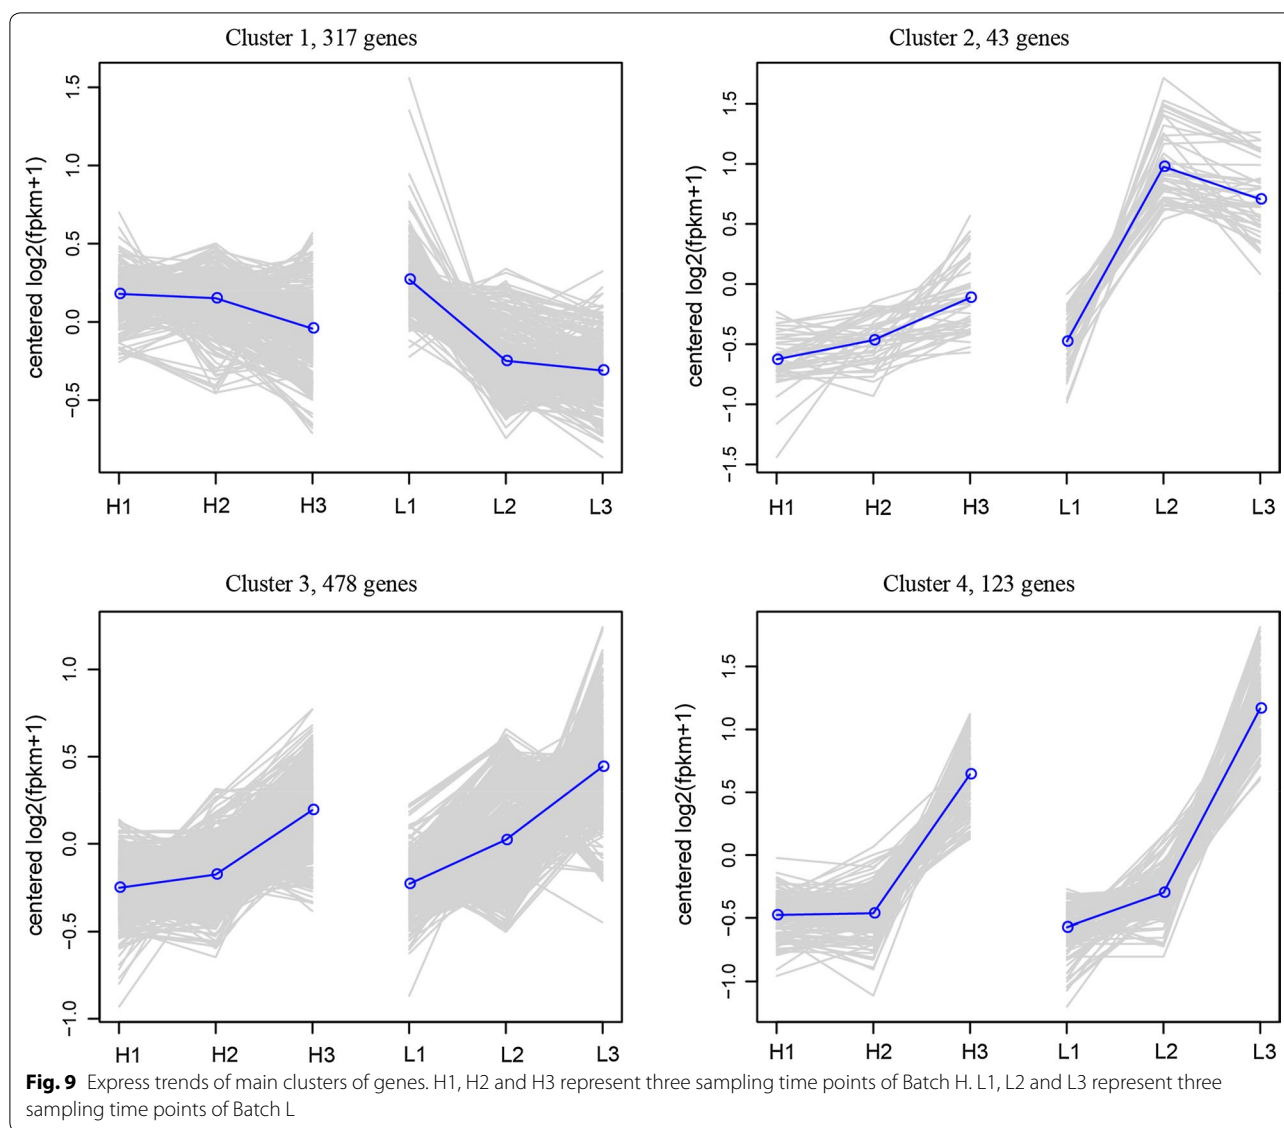 Cluster 1, 317 genes
centered log2(fpkm+1)
1.5
1.0
0.5
0.0
−0.5
H1 H2 H3 L1 L2 L3
Cluster 2, 43 genes
centered log2(fpkm+1)
1.5
1.0
0.5
0.0
−0.5
−1.0
−1.5
H1 H2 H3 L1 L2 L3
Cluster 3, 478 genes
centered log2(fpkm+1)
1.0
0.5
0.0
−0.5
−1.0
H1 H2 H3 L1 L2 L3
Cluster 4, 123 genes
centered log2(fpkm+1)
1.5
1.0
0.5
0.0
−0.5
−1.0
H1 H2 H3 L1 L2 L3
Fig. 9 Express trends of main clusters of genes. H1, H2 and H3 represent three sampling time points of Batch H. L1, L2 and L3 represent three
sampling time points of Batch L